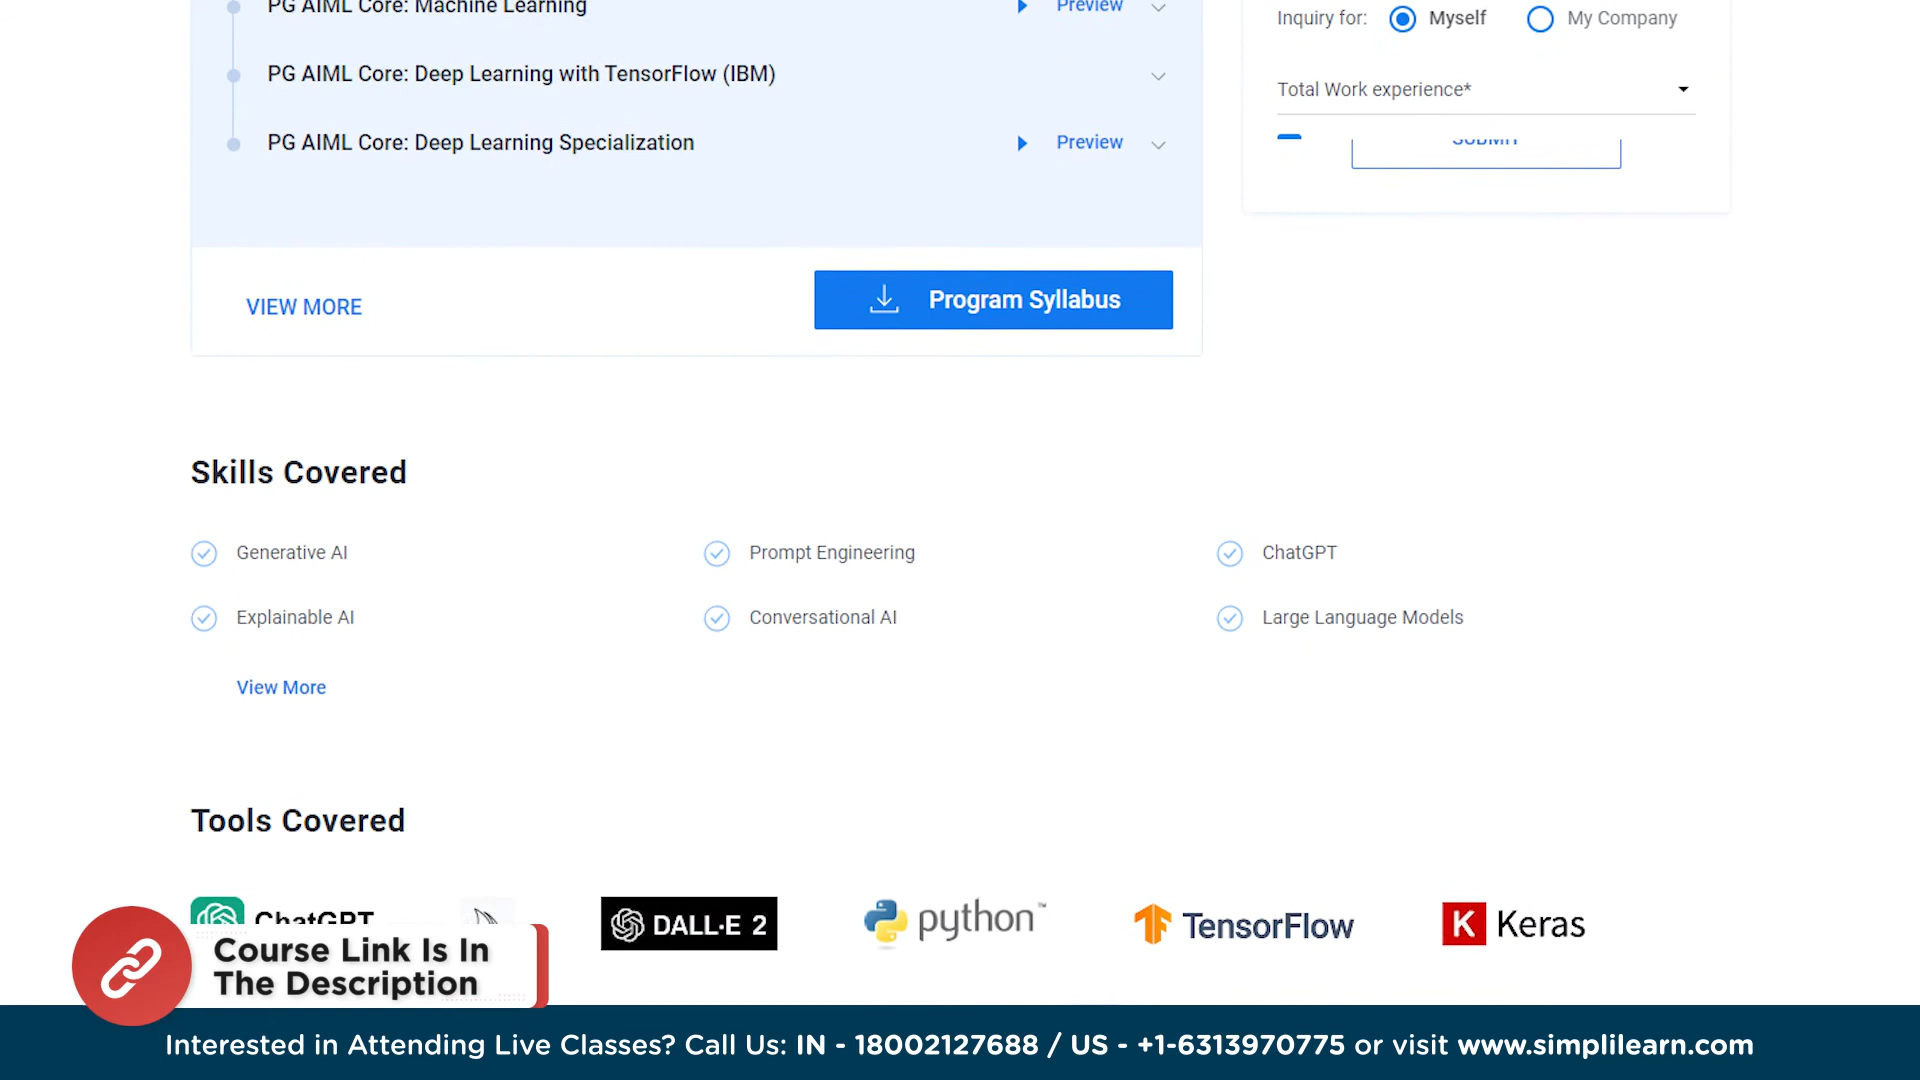 PG AIML Core: Machine Learning
Preview
Inquiry for:
Myself
My Company
PG AIML Core: Deep Learning with TensorFlow (IBM)
Total Work experience*
PG AIML Core: Deep Learning Specialization
Preview
SUBMIT
VIEW MORE
Program Syllabus
Skills Covered
Generative AI
Prompt Engineering
ChatGPT
Explainable AI
Conversational AI
Large Language Models
View More
Tools Covered
ChatGPT
DALL·E 2
python™
TensorFlow
K Keras
Course Link Is In
The Description
Interested in Attending Live Classes? Call Us: IN - 18002127688 / US - +1-6313970775 or visit www.simplilearn.com